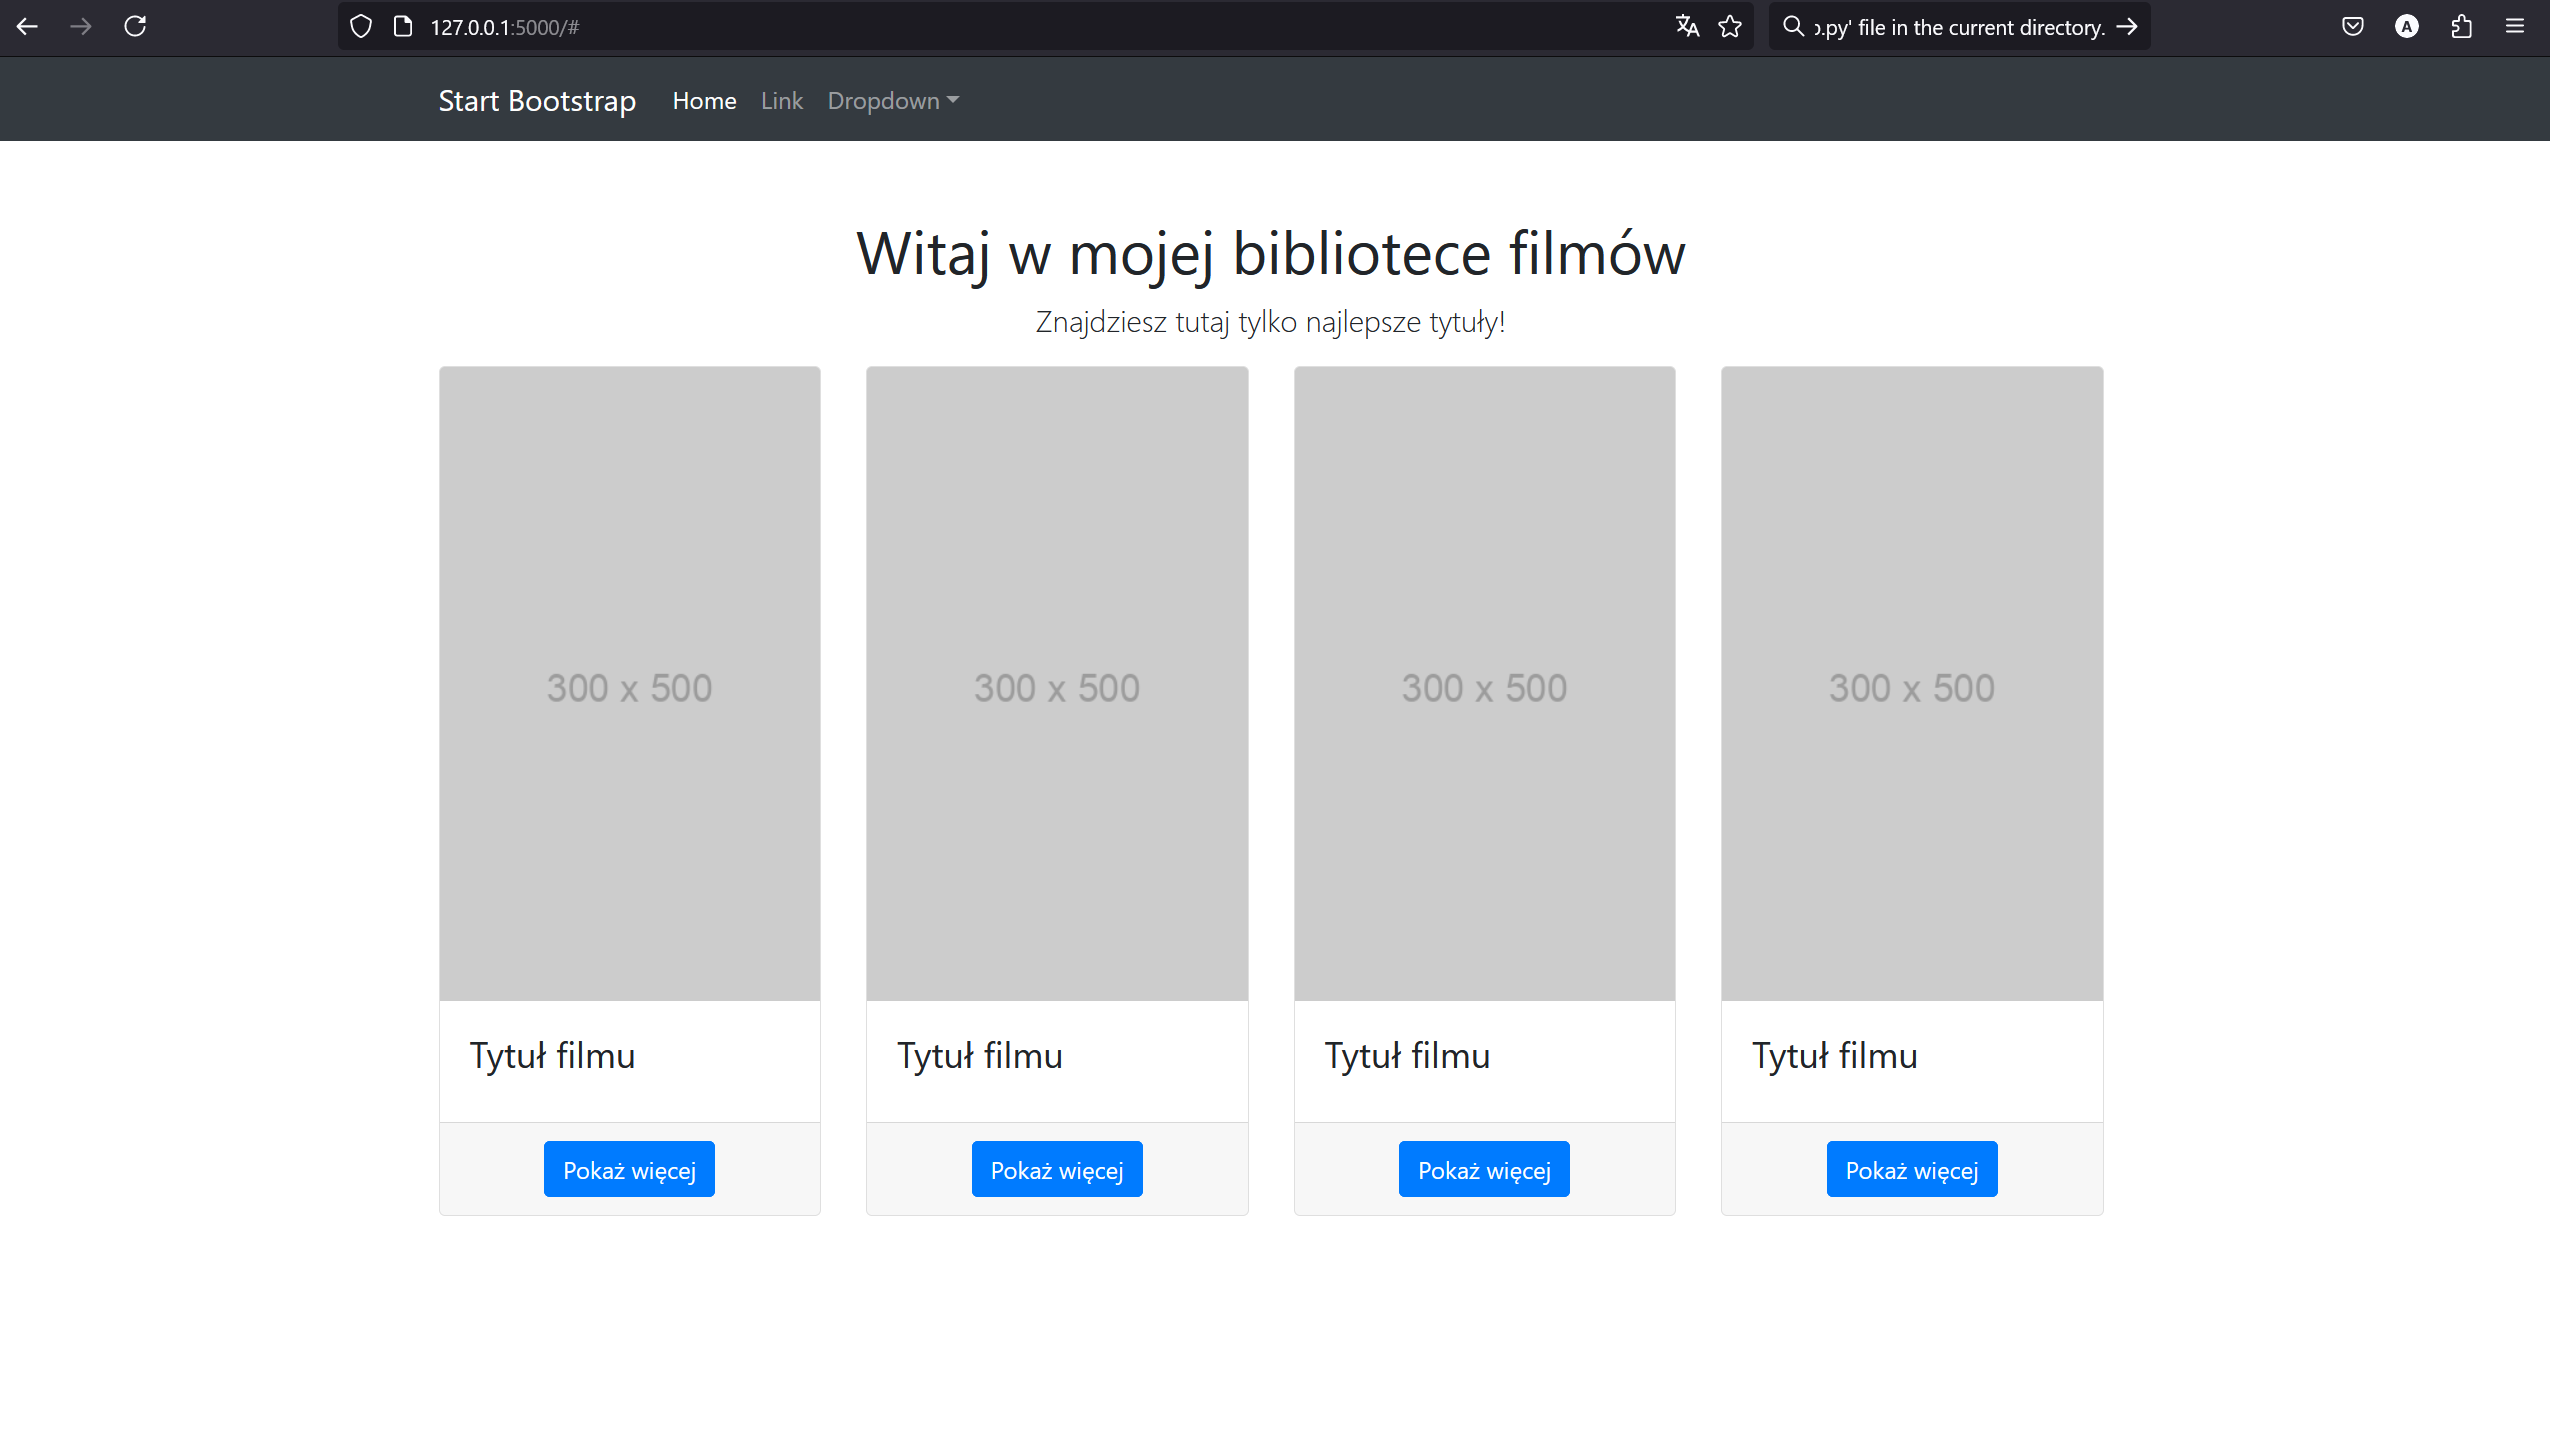 127.0.0.1:5000/#
.py' file in the current directory.
A
Start Bootstrap Home Link Dropdown
Witaj w mojej bibliotece filmów
Znajdziesz tutaj tylko najlepsze tytuły!
300 x 500 300 x 500 300 x 500 300 x 500
Tytuł filmu Tytuł filmu Tytuł filmu Tytuł filmu
Pokaż więcej Pokaż więcej Pokaż więcej Pokaż więcej